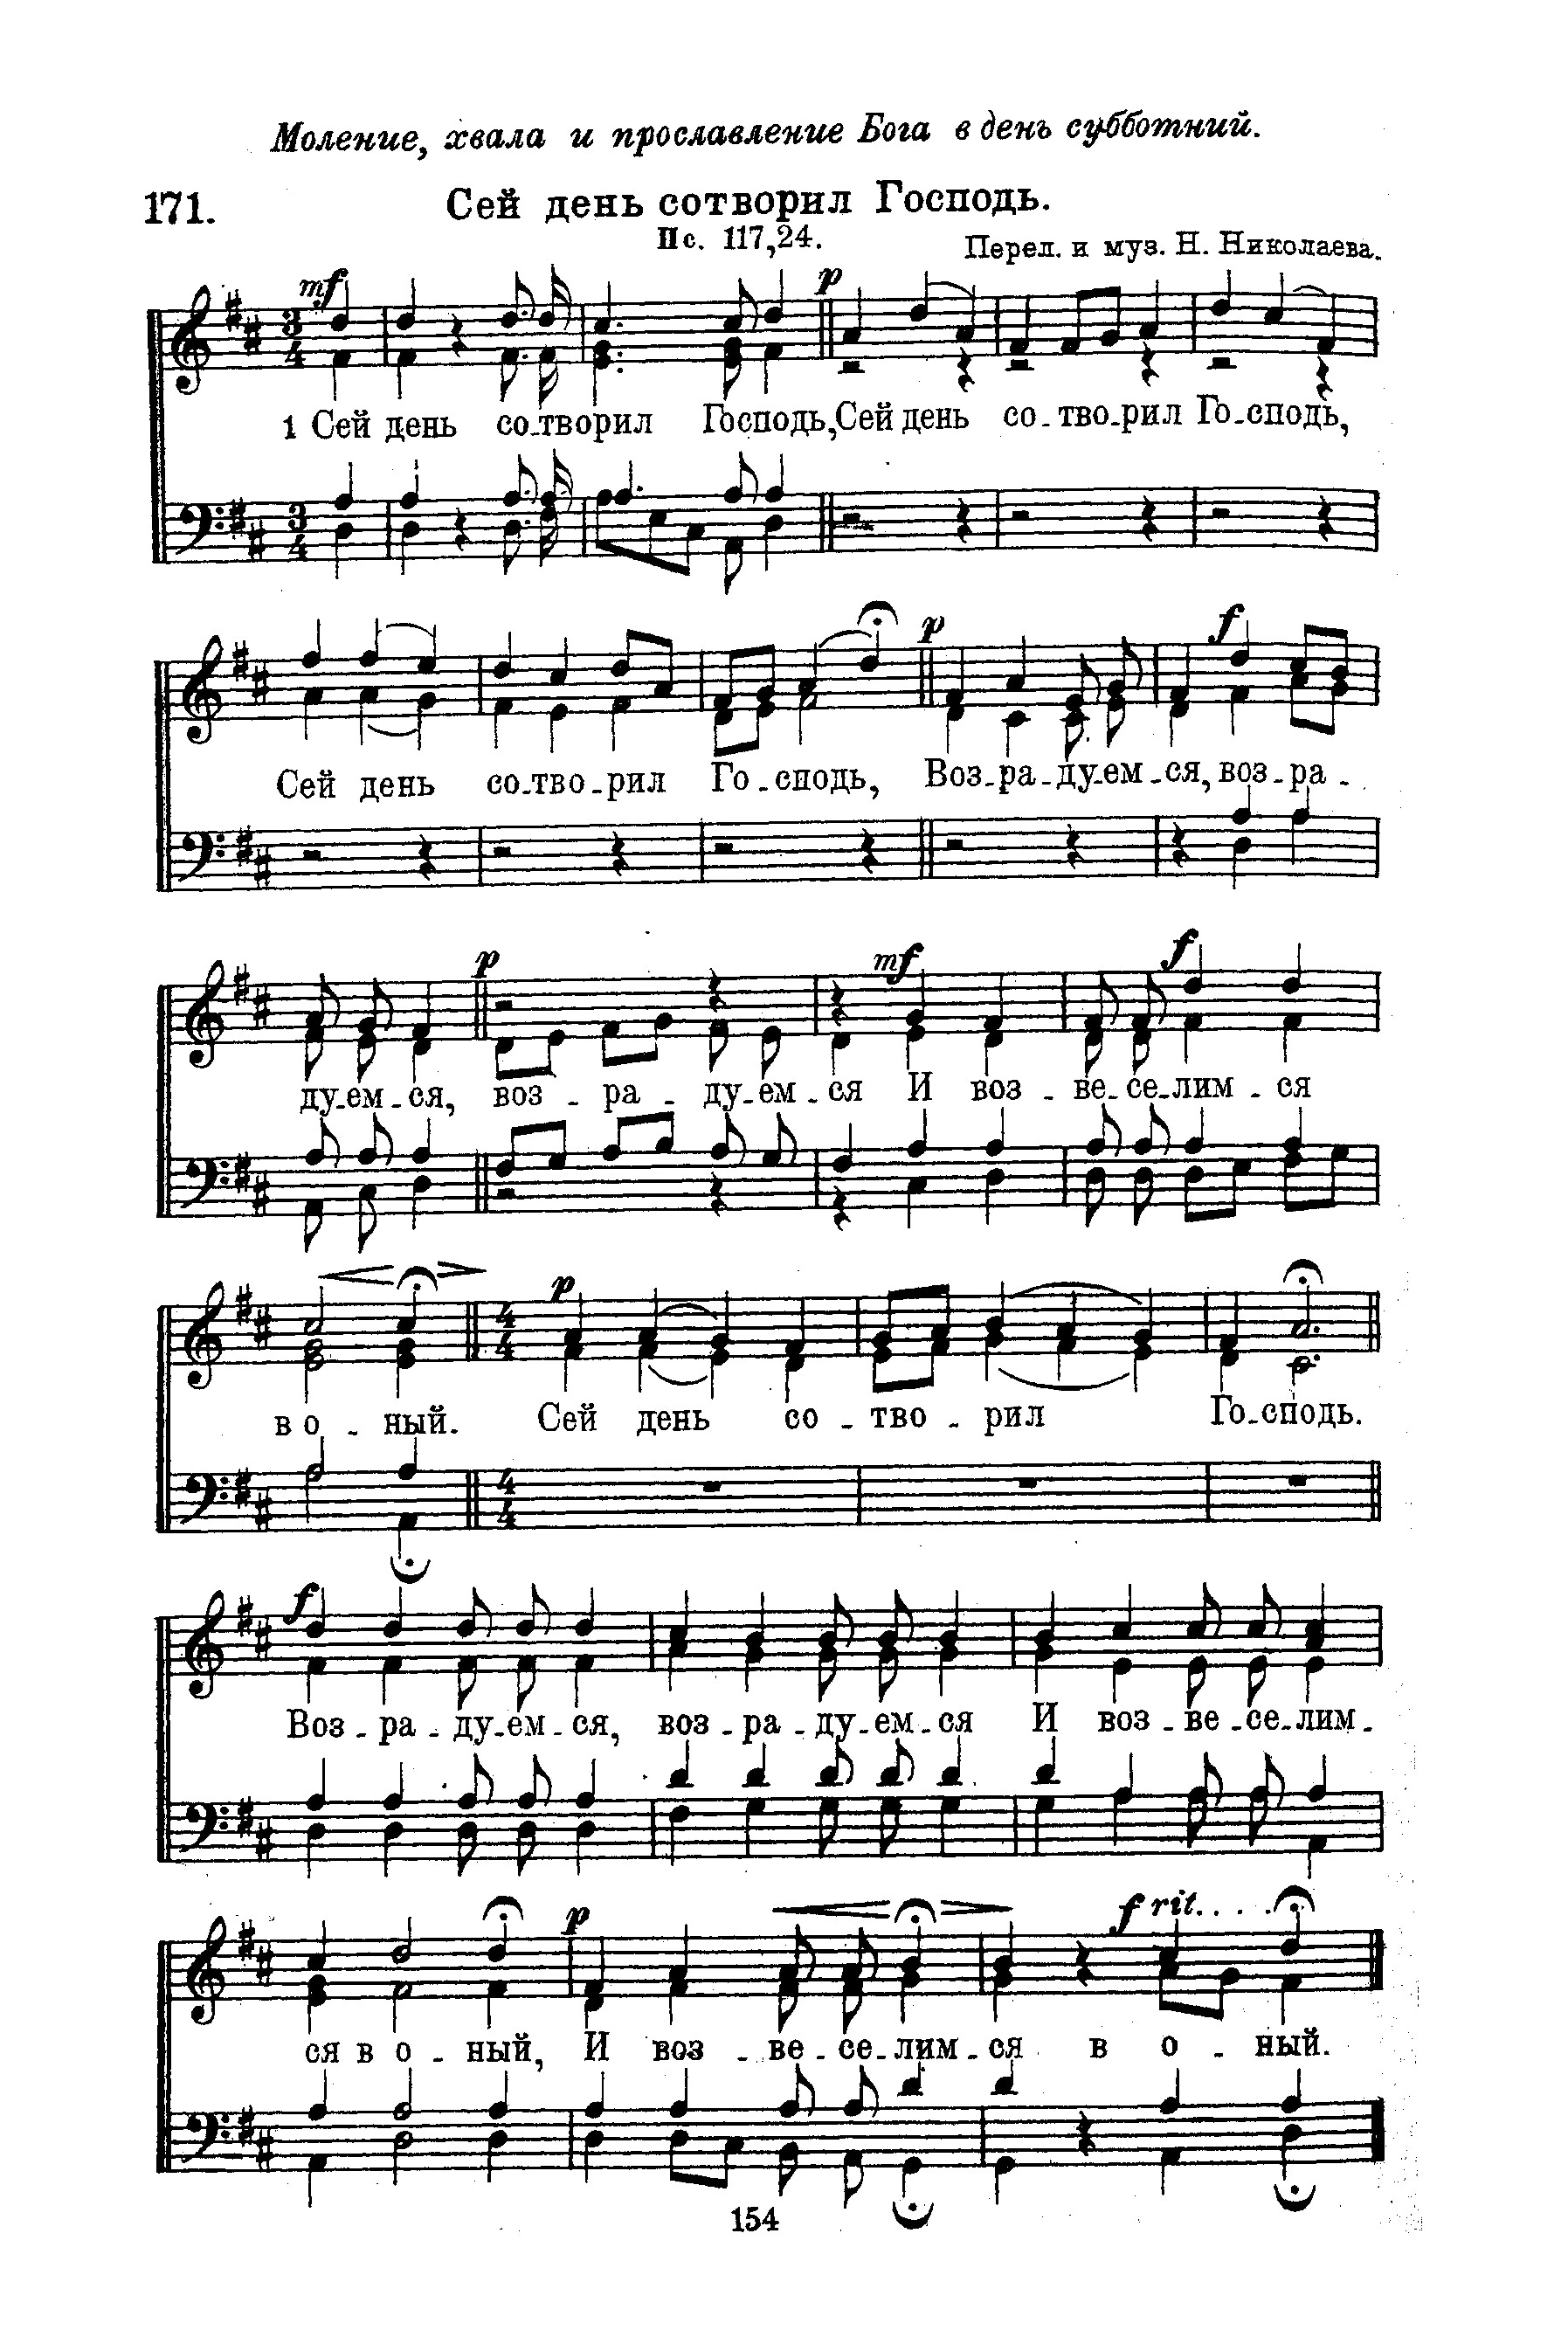 Моление, хвала и прославление Бога в день субботний.
171. Сей день сотворил Господь.
Пс. 117,24.
Перел. и муз. Н. Николаева.
mf p
3/4
1 Сей день со-творил Господь, Сей день со-тво-рил Го-сподь,
3/4
p f
Сей день со-тво-рил Го-сподь, Воз-ра-ду-ем-ся, воз-ра-
p mf f
ду-ем-ся, воз-ра-ду-ем-ся И воз-ве-се-лим-ся
p
4/4
в о-ный. Сей день со-тво-рил Го-сподь.
4/4
f
Воз-ра-ду-ем-ся, воз-ра-ду-ем-ся И воз-ве-се-лим-
p f rit....
ся в о-ный, И воз-ве-се-лим-ся в о-ный.
154